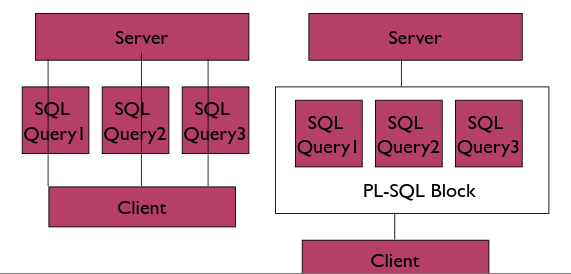 Server
SQL
Query1
SQL
Query2
SQL
Query3
Client
Server
SQL
Query1
SQL
Query2
SQL
Query3
PL-SQL Block
Client